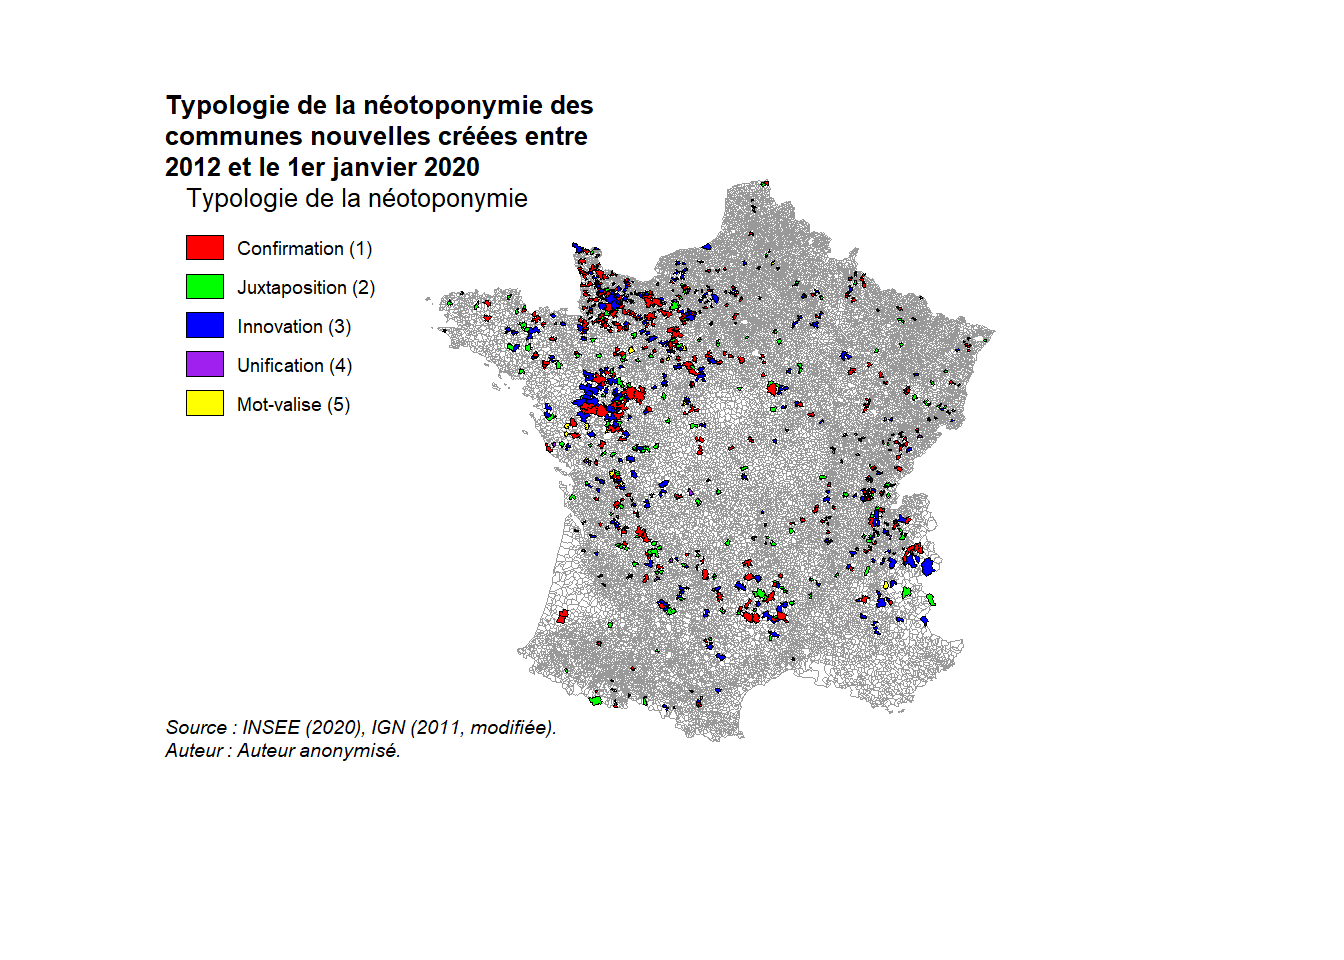 Typologie de la néotoponymie des
communes nouvelles créées entre
2012 et le 1er janvier 2020
Typologie de la néotoponymie
Confirmation (1)
Juxtaposition (2)
Innovation (3)
Unification (4)
Mot-valise (5)
Source : INSEE (2020), IGN (2011, modifiée).
Auteur : Auteur anonymisé.